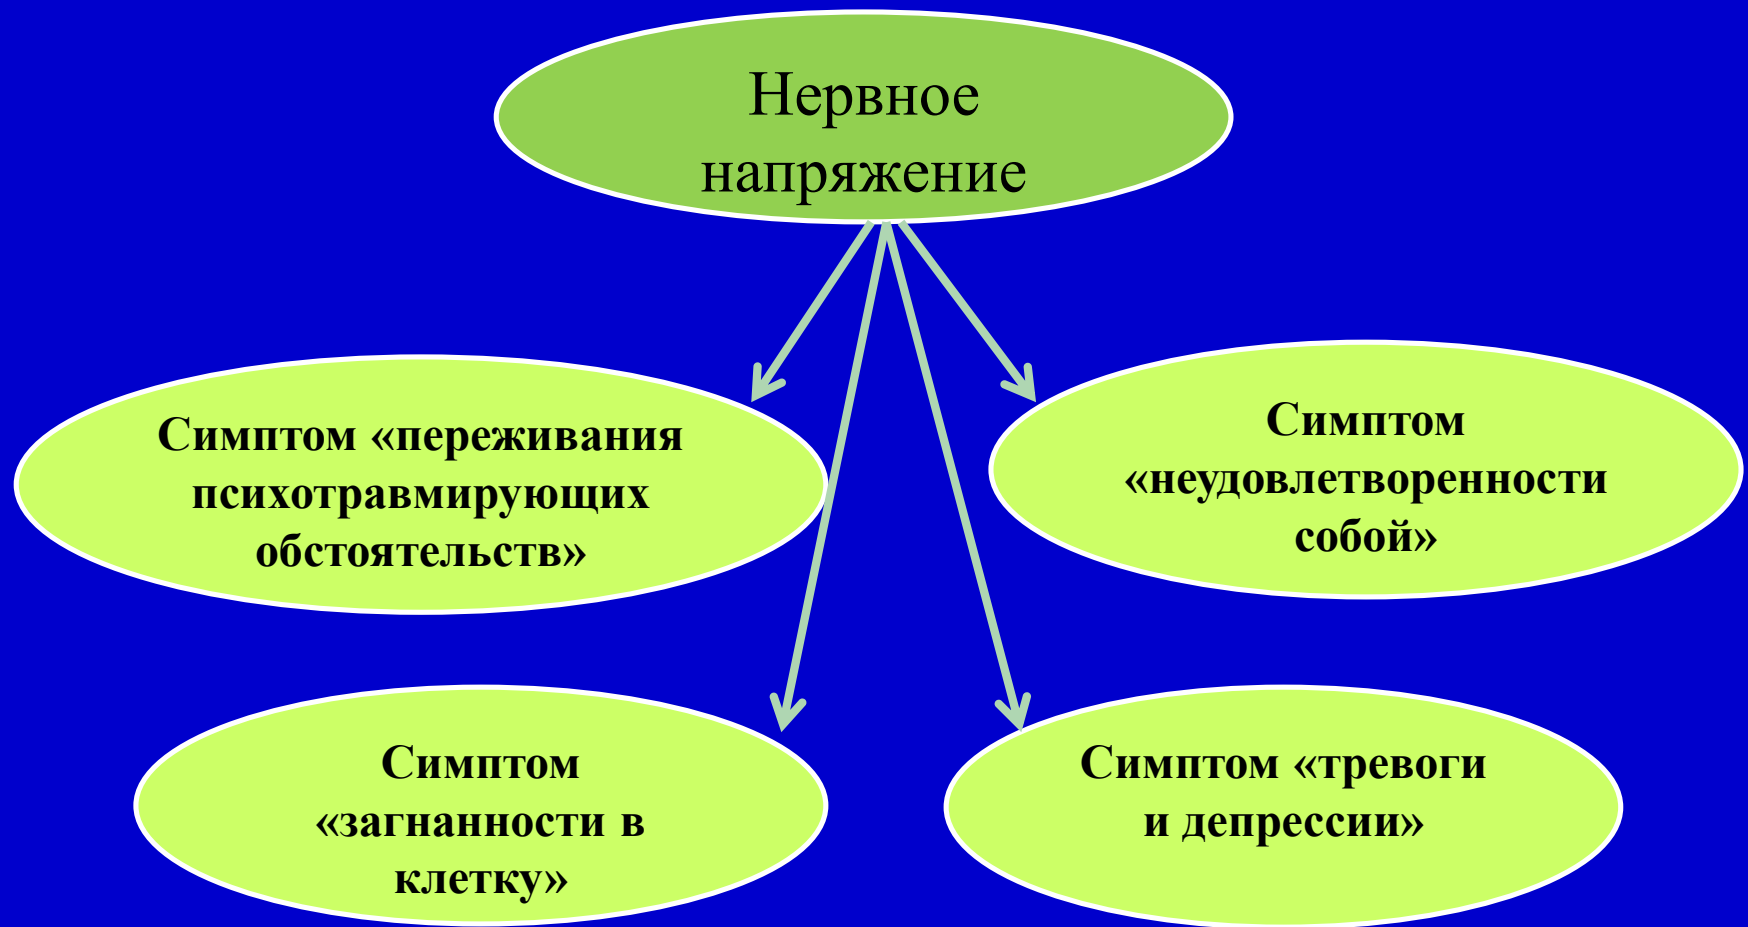 Нервное
напряжение
Симптом «переживания
психотравмирующих
обстоятельств»
Симптом
«неудовлетворенности
собой»
Симптом
«загнанности в
клетку»
Симптом «тревоги
и депрессии»